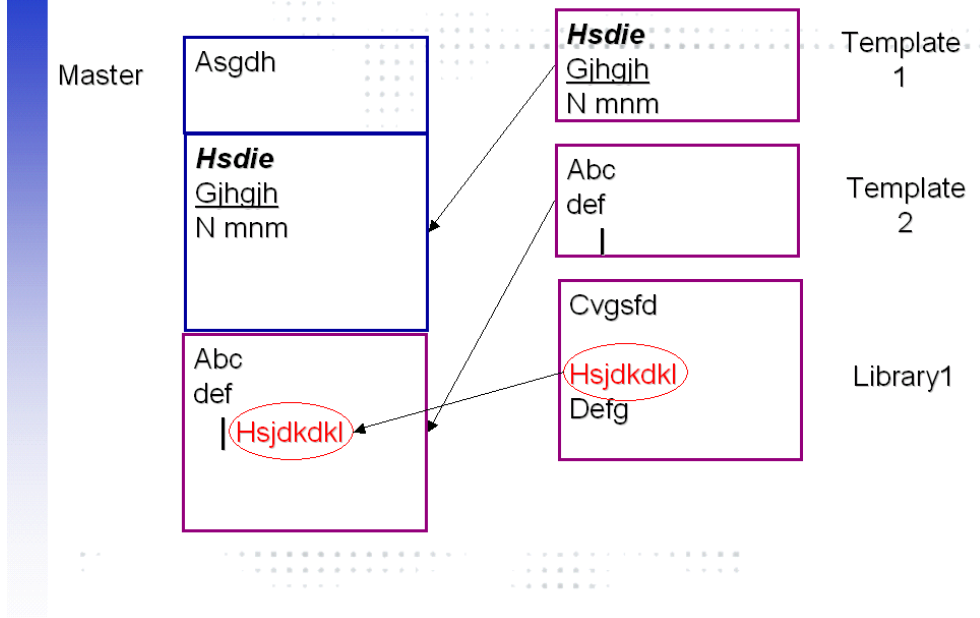 Master
Asgdh
Hsdie
Gjhgjh
N mnm
Abc
def
| Hsjdkdkl
Hsdie
Gjhgjh
N mnm
Template
1
Abc
def
|
Template
2
Cvgsfd
Hsjdkdkl
Defg
Library1